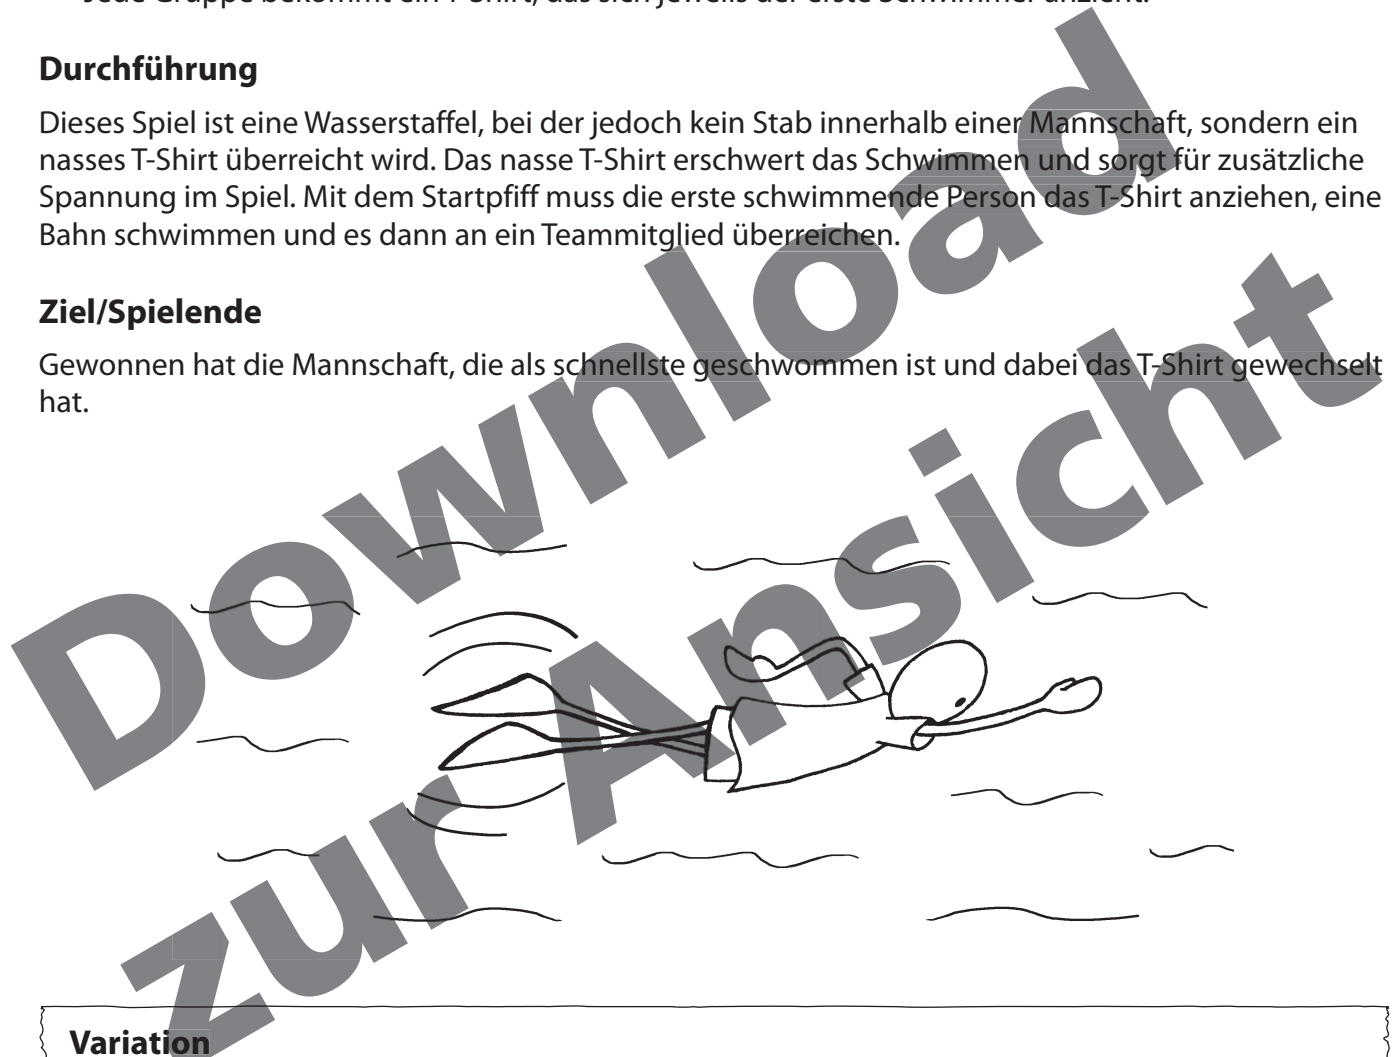 Jede Gruppe bekommt ein T-Shirt, das sich jeweils der erste Schwimmer anzieht.
Durchführung
Dieses Spiel ist eine Wasserstaffel, bei der jedoch kein Stab innerhalb einer Mannschaft, sondern ein
nasses T-Shirt überreicht wird. Das nasse T-Shirt erschwert das Schwimmen und sorgt für zusätzliche
Spannung im Spiel. Mit dem Startpfiff muss die erste schwimmende Person das T-Shirt anziehen, eine
Bahn schwimmen und es dann an ein Teammitglied überreichen.
Ziel/Spielende
Gewonnen hat die Mannschaft, die als schnellste geschwommen ist und dabei das T-Shirt gewechselt
hat.
Download
zur Ansicht
Variation